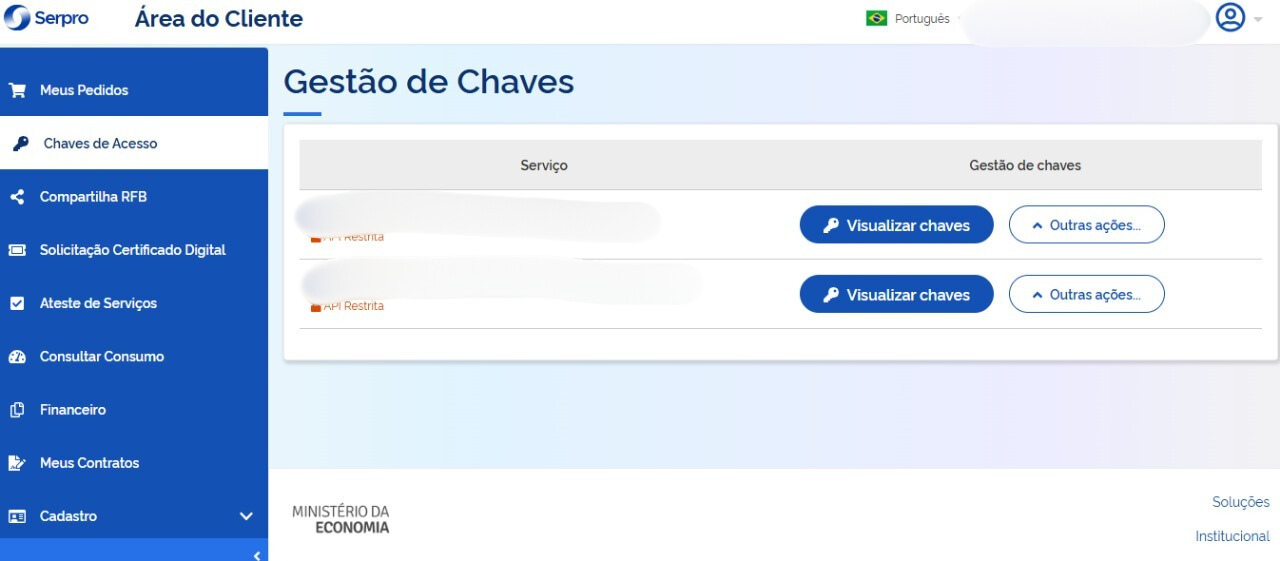 Serpro
Área do Cliente
Português
Meus Pedidos
Chaves de Acesso
Compartilha RFB
Solicitação Certificado Digital
Ateste de Serviços
Consultar Consumo
Financeiro
Meus Contratos
Cadastro
Gestão de Chaves
Serviço Gestão de chaves
API Restrita
Visualizar chaves Outras ações...
API Restrita
Visualizar chaves Outras ações...
MINISTÉRIO DA
ECONOMIA
Soluções
Institucional